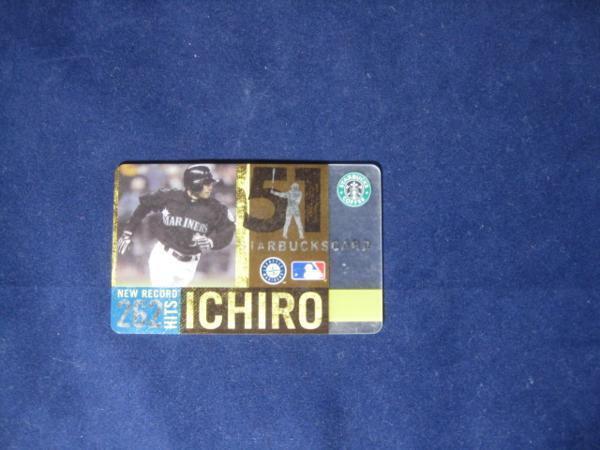 MARINERS
51
STARBUCKSCARD
STARBUCKS
COFFEE
NEW RECORD
262
HITS
ICHIRO